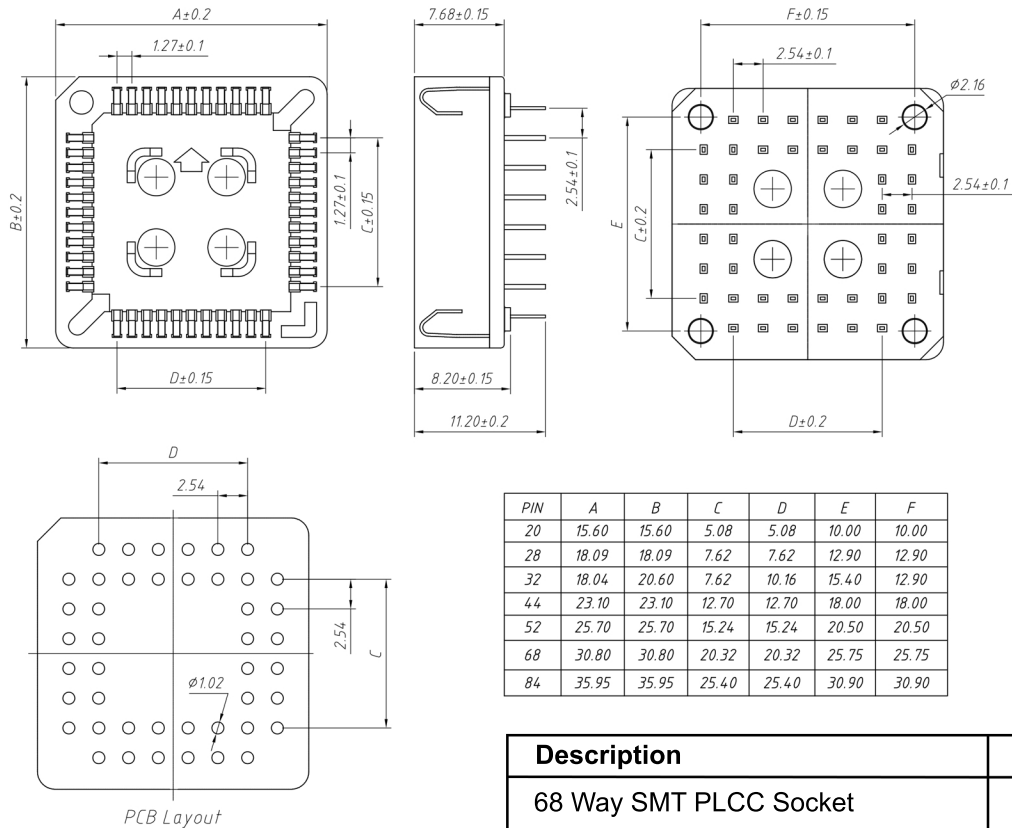 A±0.2
1.27±0.1
B±0.2
1.27±0.1
C±0.15
D±0.15
7.68±0.15
2.54±0.1
8.20±0.15
11.20±0.2
F±0.15
2.54±0.1
Ø2.16
2.54±0.1
E
C±0.2
D±0.2
D
2.54
2.54
C
Ø1.02
PCB Layout
PIN A B C D E F
20 15.60 15.60 5.08 5.08 10.00 10.00
28 18.09 18.09 7.62 7.62 12.90 12.90
32 18.04 20.60 7.62 10.16 15.40 12.90
44 23.10 23.10 12.70 12.70 18.00 18.00
52 25.70 25.70 15.24 15.24 20.50 20.50
68 30.80 30.80 20.32 20.32 25.75 25.75
84 35.95 35.95 25.40 25.40 30.90 30.90
Description
68 Way SMT PLCC Socket